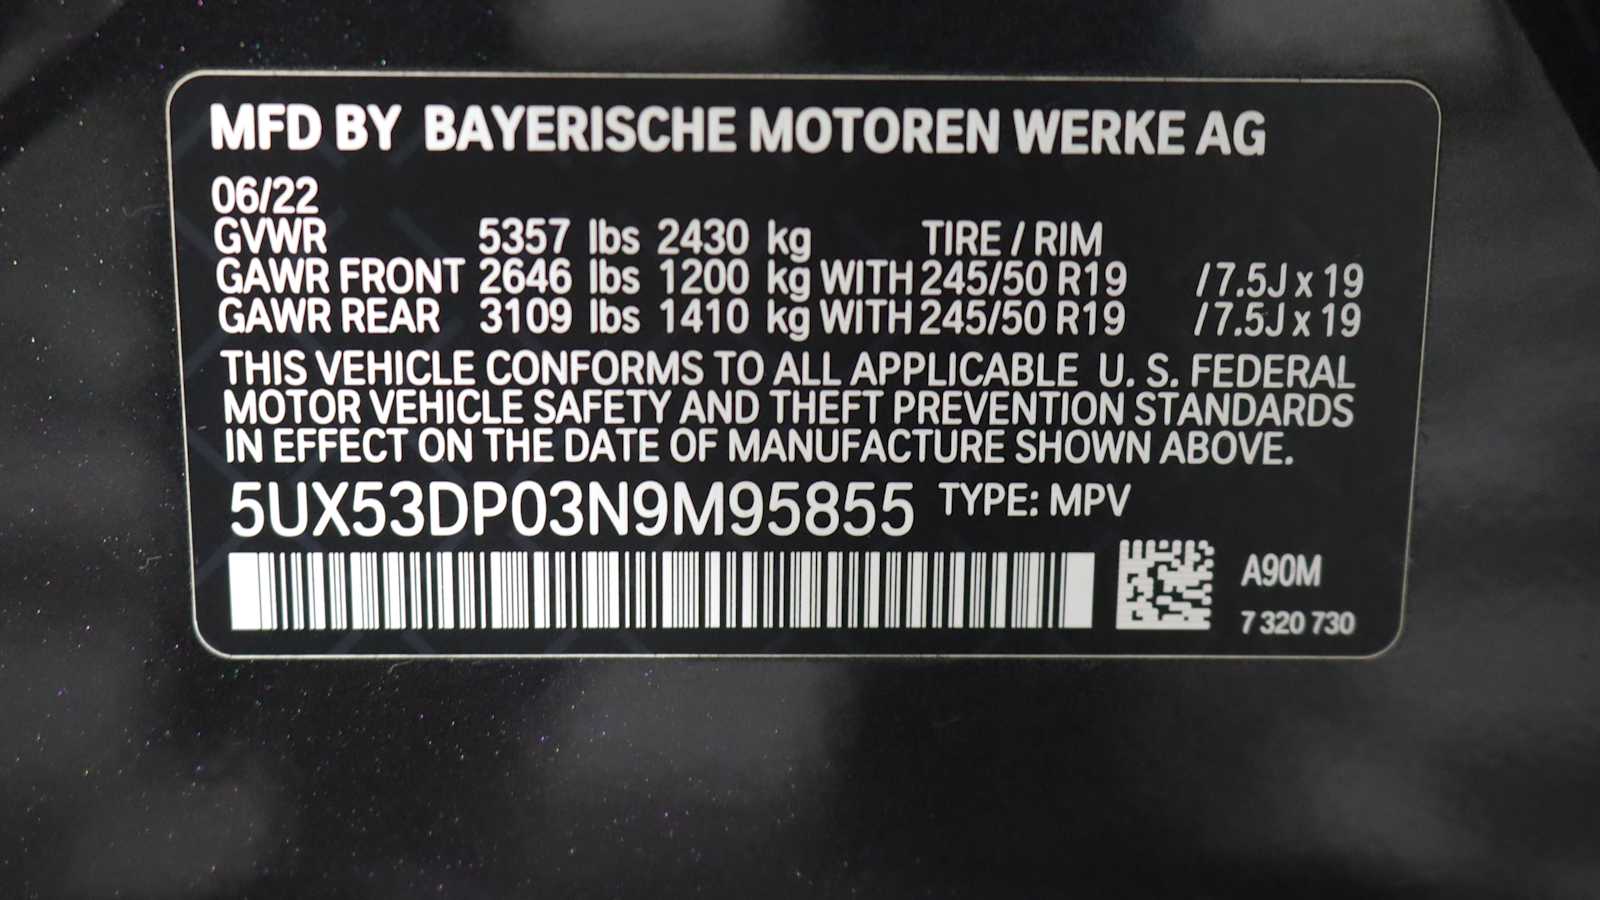 MFD BY BAYERISCHE MOTOREN WERKE AG
06/22
GVWR 5357 lbs 2430 kg TIRE / RIM
GAWR FRONT 2646 lbs 1200 kg WITH 245/50 R19 / 7.5J x 19
GAWR REAR 3109 lbs 1410 kg WITH 245/50 R19 / 7.5J x 19
THIS VEHICLE CONFORMS TO ALL APPLICABLE U. S. FEDERAL
MOTOR VEHICLE SAFETY AND THEFT PREVENTION STANDARDS
IN EFFECT ON THE DATE OF MANUFACTURE SHOWN ABOVE.
5UX53DP03N9M95855 TYPE: MPV
A90M
7 320 730